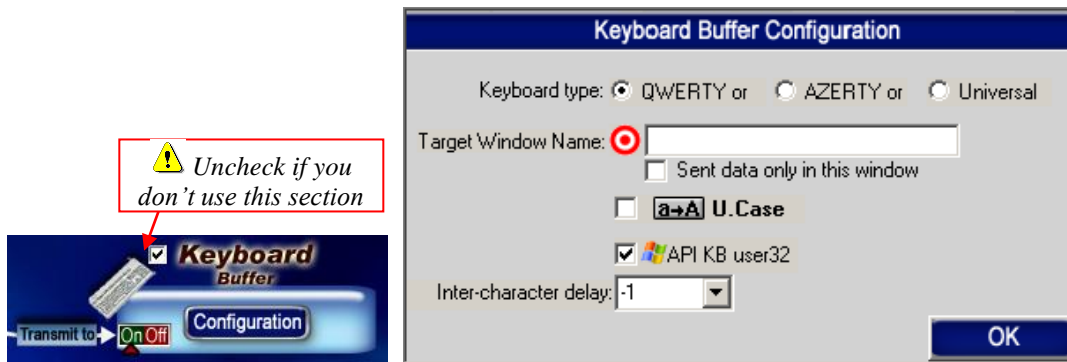 Uncheck if you
don't use this section
Keyboard
Buffer
Transmit to
On Off
Configuration
Keyboard Buffer Configuration
Keyboard type: QWERTY or AZERTY or Universal
Target Window Name:
Sent data only in this window
a→A U.Case
API KB user32
Inter-character delay: -1
OK